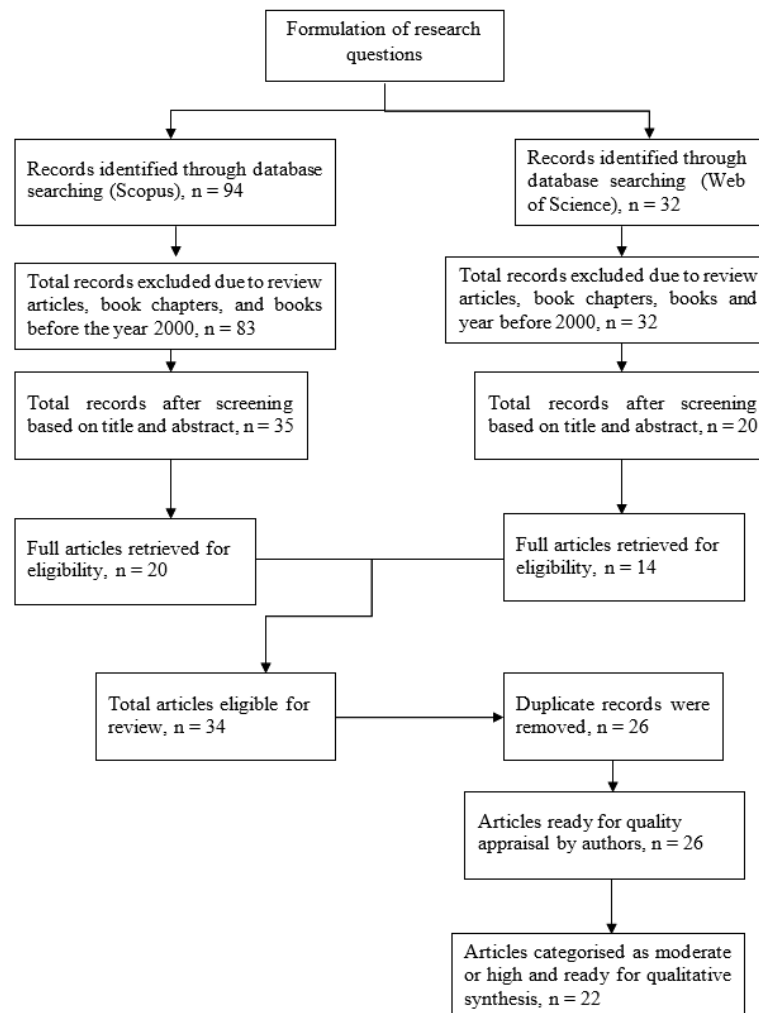 Formulation of research
questions
Records identified through database
searching (Scopus), n = 94
Records identified through
database searching (Web
of Science), n = 32
Total records excluded due to review
articles, book chapters, and books
before the year 2000, n = 83
Total records excluded due to review
articles, book chapters, books and
year before 2000, n = 32
Total records after screening
based on title and abstract, n = 35
Total records after screening
based on title and abstract, n = 20
Full articles retrieved for
eligibility, n = 20
Full articles retrieved for
eligibility, n = 14
Total articles eligible for
review, n = 34
Duplicate records were
removed, n = 26
Articles ready for quality
appraisal by authors, n = 26
Articles categorised as moderate
or high and ready for qualitative
synthesis, n = 22